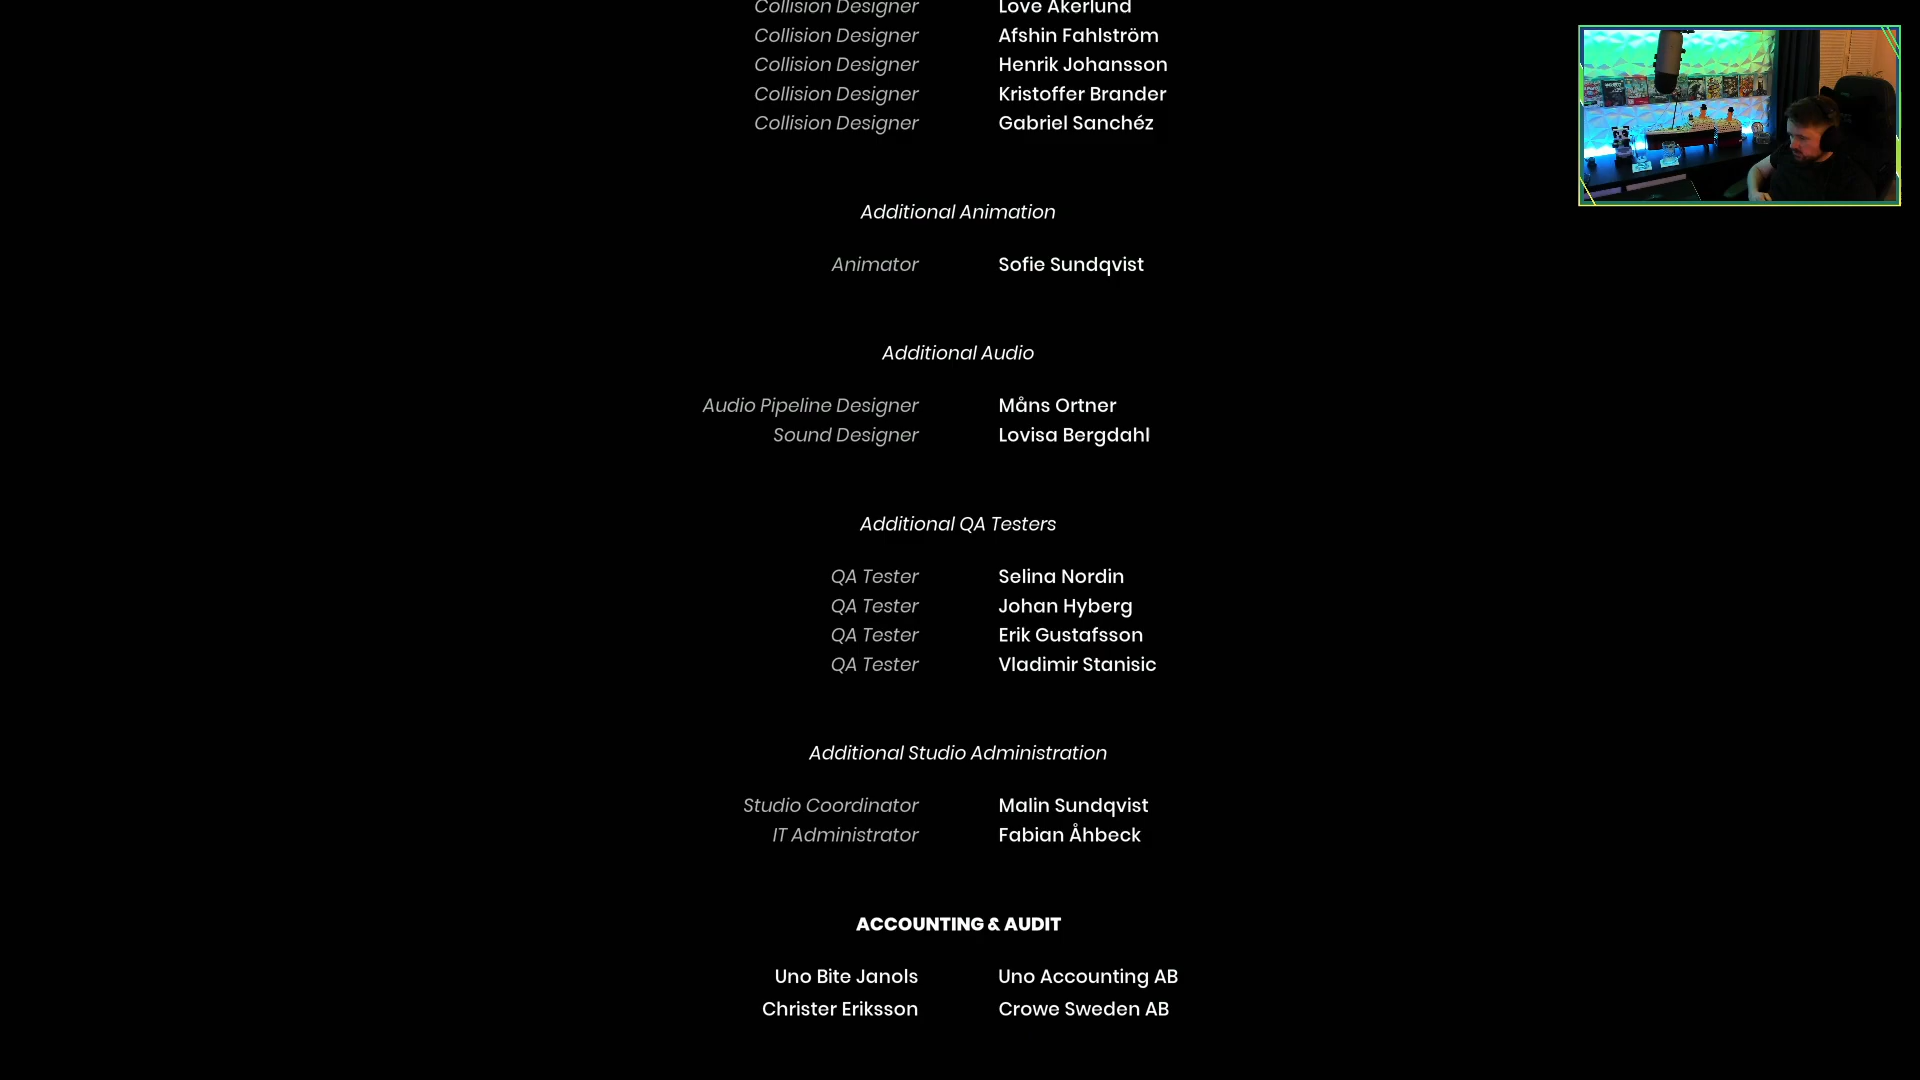 Collision Designer Love Åkerlund
Collision Designer Afshin Fahlström
Collision Designer Henrik Johansson
Collision Designer Kristoffer Brander
Collision Designer Gabriel Sanchéz
Additional Animation
Animator Sofie Sundqvist
Additional Audio
Audio Pipeline Designer Måns Ortner
Sound Designer Lovisa Bergdahl
Additional QA Testers
QA Tester Selina Nordin
QA Tester Johan Hyberg
QA Tester Erik Gustafsson
QA Tester Vladimir Stanisic
Additional Studio Administration
Studio Coordinator Malin Sundqvist
IT Administrator Fabian Åhbeck
ACCOUNTING & AUDIT
Uno Bite Janols Uno Accounting AB
Christer Eriksson Crowe Sweden AB